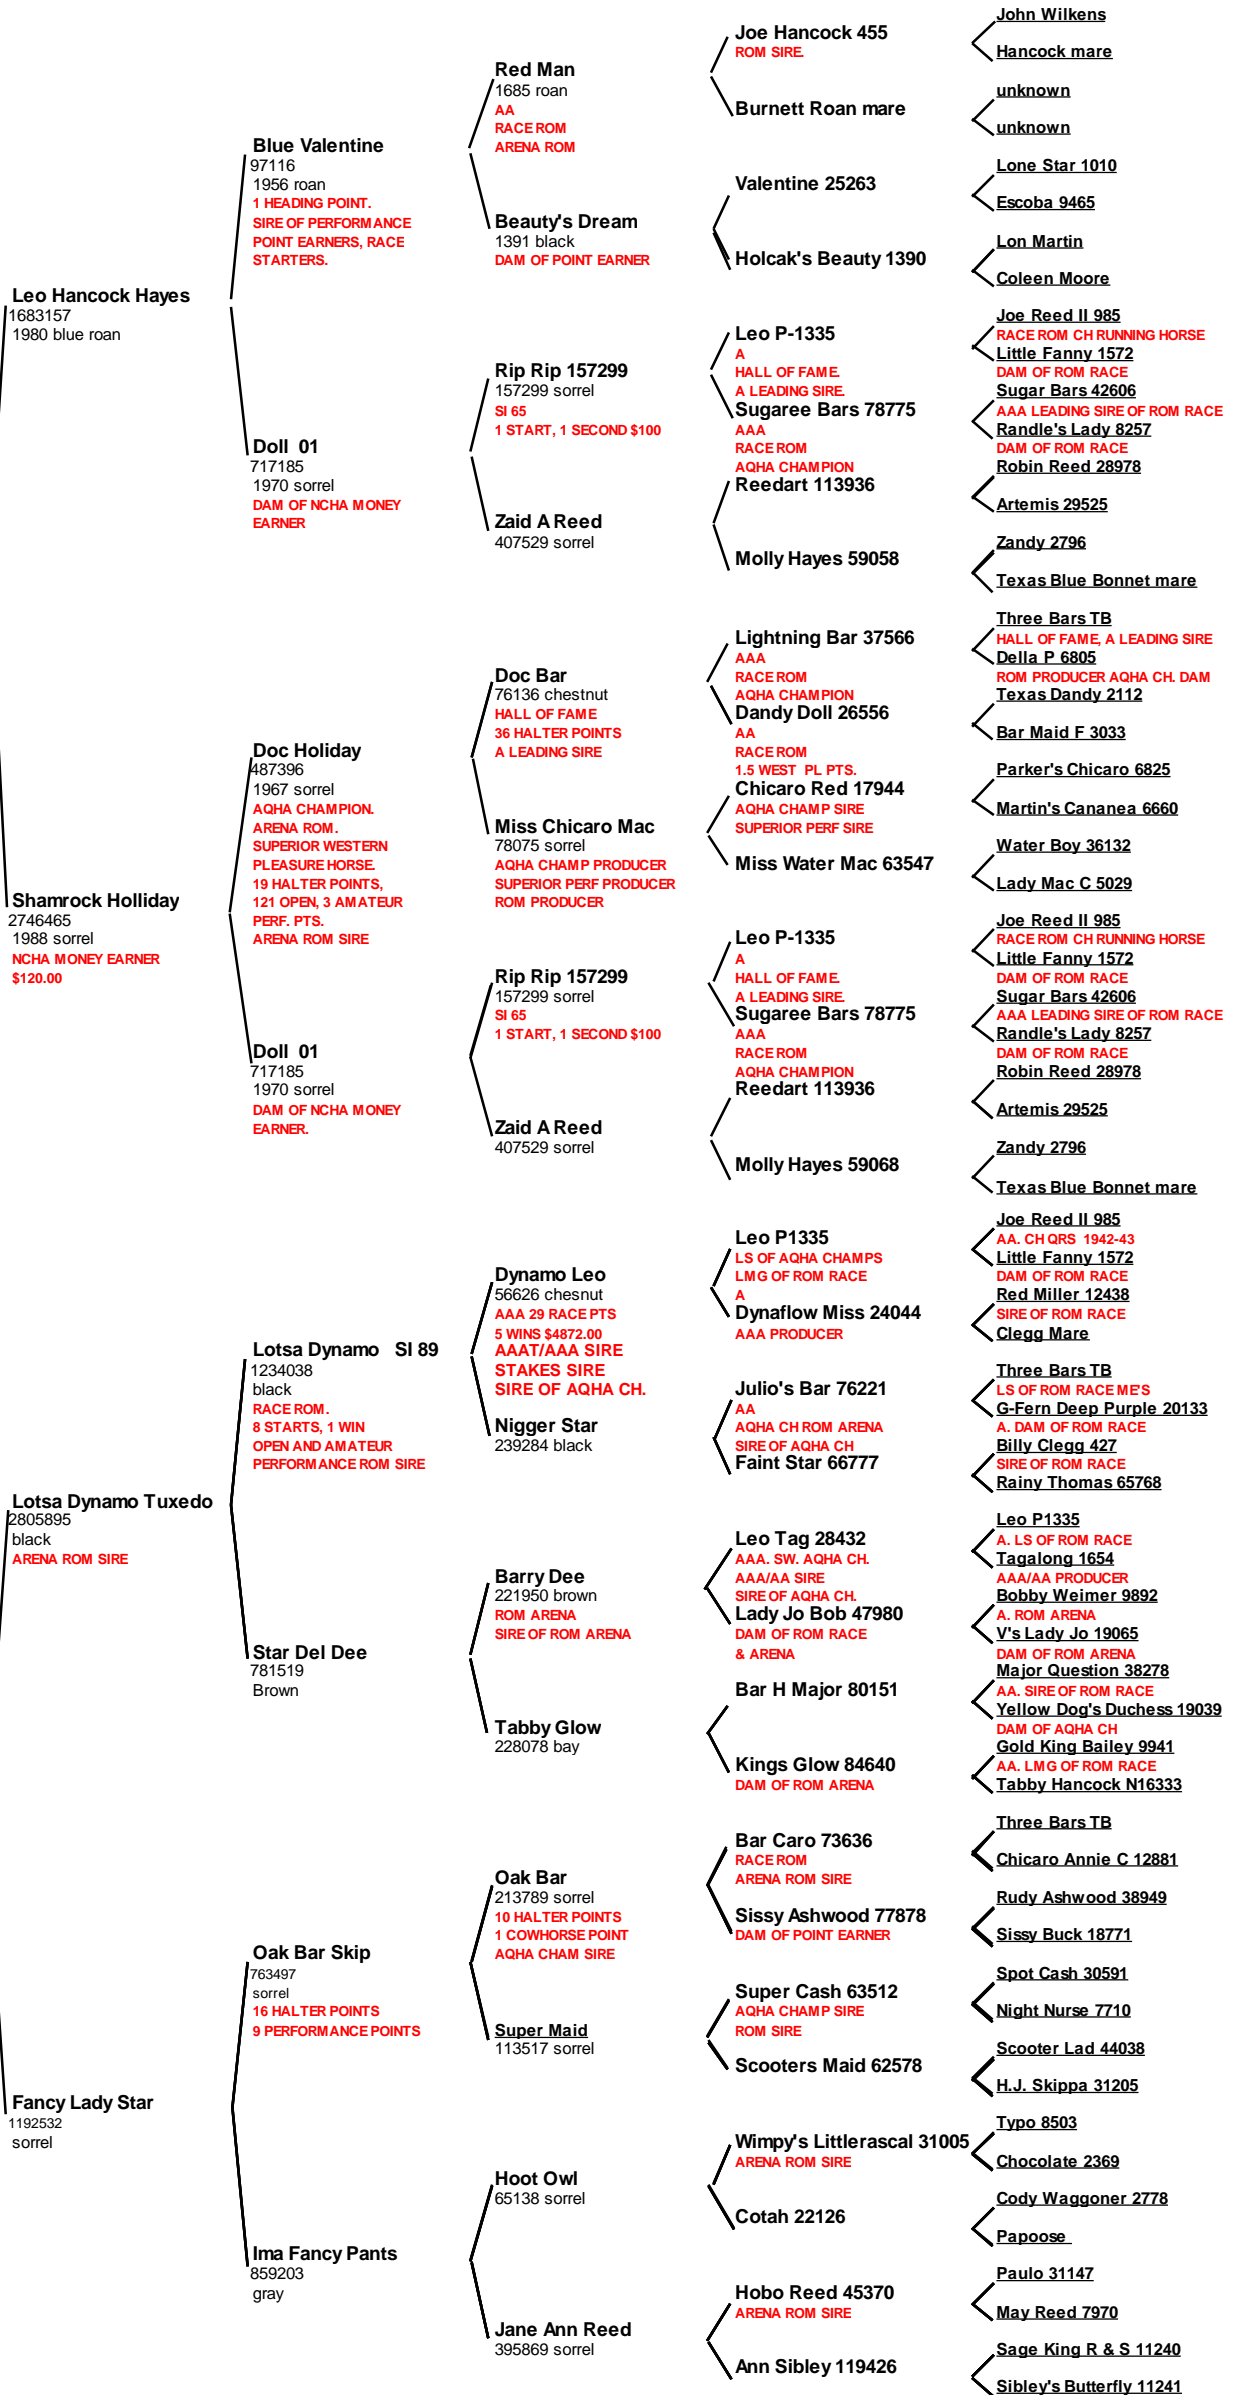 Leo Hancock Hayes
1683157
1980 blue roan
Shamrock Holliday
2746465
1988 sorrel
NCHA MONEY EARNER
$120.00
Lotsa Dynamo Tuxedo
2805895
black
ARENA ROM SIRE
Fancy Lady Star
1192532
sorrel
Blue Valentine
97116
1956 roan
1 HEADING POINT.
SIRE OF PERFORMANCE
POINT EARNERS, RACE
STARTERS.
Doll 01
717185
1970 sorrel
DAM OF NCHA MONEY
EARNER
Doc Holiday
487396
1967 sorrel
AQHA CHAMPION.
ARENA ROM.
SUPERIOR WESTERN
PLEASURE HORSE.
19 HALTER POINTS,
121 OPEN, 3 AMATEUR
PERF. PTS.
ARENA ROM SIRE
Doll 01
717185
1970 sorrel
DAM OF NCHA MONEY
EARNER.
Lotsa Dynamo SI 89
1234038
black
RACE ROM.
8 STARTS, 1 WIN
OPEN AND AMATEUR
PERFORMANCE ROM SIRE
Star Del Dee
781519
Brown
Oak Bar Skip
763497
sorrel
16 HALTER POINTS
9 PERFORMANCE POINTS
Ima Fancy Pants
859203
gray
Red Man
1685 roan
AA
RACE ROM
ARENA ROM
Beauty's Dream
1391 black
DAM OF POINT EARNER
Rip Rip 157299
157299 sorrel
SI 65
1 START, 1 SECOND $100
Zaid A Reed
407529 sorrel
Doc Bar
76136 chestnut
HALL OF FAME
36 HALTER POINTS
A LEADING SIRE
Miss Chicaro Mac
78075 sorrel
AQHA CHAMP PRODUCER
SUPERIOR PERF PRODUCER
ROM PRODUCER
Rip Rip 157299
157299 sorrel
SI 65
1 START, 1 SECOND $100
Zaid A Reed
407529 sorrel
Dynamo Leo
56626 chesnut
AAA 29 RACE PTS
5 WINS $4872.00
AAAT/AAA SIRE
STAKES SIRE
SIRE OF AQHA CH.
Nigger Star
239284 black
Barry Dee
221950 brown
ROM ARENA
SIRE OF ROM ARENA
Tabby Glow
228078 bay
Oak Bar
213789 sorrel
10 HALTER POINTS
1 COWHORSE POINT
AQHA CHAM SIRE
Super Maid
113517 sorrel
Hoot Owl
65138 sorrel
Jane Ann Reed
395869 sorrel
Joe Hancock 455
ROM SIRE.
Burnett Roan mare
Valentine 25263
Holcak's Beauty 1390
Leo P-1335
A
HALL OF FAME.
A LEADING SIRE.
Sugaree Bars 78775
AAA
RACE ROM
AQHA CHAMPION
Reedart 113936
Molly Hayes 59058
Lightning Bar 37566
AAA
RACE ROM
AQHA CHAMPION
Dandy Doll 26556
AA
RACE ROM
1.5 WEST PL PTS.
Chicaro Red 17944
AQHA CHAMP SIRE
SUPERIOR PERF SIRE
Miss Water Mac 63547
Leo P-1335
A
HALL OF FAME.
A LEADING SIRE.
Sugaree Bars 78775
AAA
RACE ROM
AQHA CHAMPION
Reedart 113936
Molly Hayes 59068
Leo P1335
LS OF AQHA CHAMPS
LMG OF ROM RACE
A
Dynaflow Miss 24044
AAA PRODUCER
Julio's Bar 76221
AA
AQHA CH ROM ARENA
SIRE OF AQHA CH
Faint Star 66777
Leo Tag 28432
AAA. SW. AQHA CH.
AAA/AA SIRE
SIRE OF AQHA CH.
Lady Jo Bob 47980
DAM OF ROM RACE
& ARENA
Bar H Major 80151
Kings Glow 84640
DAM OF ROM ARENA
Bar Caro 73636
RACE ROM
ARENA ROM SIRE
Sissy Ashwood 77878
DAM OF POINT EARNER
Super Cash 63512
AQHA CHAMP SIRE
ROM SIRE
Scooters Maid 62578
Wimpy's Littlerascal 31005
ARENA ROM SIRE
Cotah 22126
Hobo Reed 45370
ARENA ROM SIRE
Ann Sibley 119426
John Wilkens
Hancock mare
unknown
unknown
Lone Star 1010
Escoba 9465
Lon Martin
Coleen Moore
Joe Reed II 985
RACE ROM CH RUNNING HORSE
Little Fanny 1572
DAM OF ROM RACE
Sugar Bars 42606
AAA LEADING SIRE OF ROM RACE
Randle's Lady 8257
DAM OF ROM RACE
Robin Reed 28978
Artemis 29525
Zandy 2796
Texas Blue Bonnet mare
Three Bars TB
HALL OF FAME, A LEADING SIRE
Della P 6805
ROM PRODUCER AQHA CH. DAM
Texas Dandy 2112
Bar Maid F 3033
Parker's Chicaro 6825
Martin's Cananea 6660
Water Boy 36132
Lady Mac C 5029
Joe Reed II 985
RACE ROM CH RUNNING HORSE
Little Fanny 1572
DAM OF ROM RACE
Sugar Bars 42606
AAA LEADING SIRE OF ROM RACE
Randle's Lady 8257
DAM OF ROM RACE
Robin Reed 28978
Artemis 29525
Zandy 2796
Texas Blue Bonnet mare
Joe Reed II 985
AA. CH QRS 1942-43
Little Fanny 1572
DAM OF ROM RACE
Red Miller 12438
SIRE OF ROM RACE
Clegg Mare
Three Bars TB
LS OF ROM RACE ME'S
G-Fern Deep Purple 20133
A. DAM OF ROM RACE
Billy Clegg 427
SIRE OF ROM RACE
Rainy Thomas 65768
Leo P1335
A. LS OF ROM RACE
Tagalong 1654
AAA/AA PRODUCER
Bobby Weimer 9892
A. ROM ARENA
V's Lady Jo 19065
DAM OF ROM ARENA
Major Question 38278
AA. SIRE OF ROM RACE
Yellow Dog's Duchess 19039
DAM OF AQHA CH
Gold King Bailey 9941
AA. LMG OF ROM RACE
Tabby Hancock N16333
Three Bars TB
Chicaro Annie C 12881
Rudy Ashwood 38949
Sissy Buck 18771
Spot Cash 30591
Night Nurse 7710
Scooter Lad 44038
H.J. Skippa 31205
Typo 8503
Chocolate 2369
Cody Waggoner 2778
Papoose
Paulo 31147
May Reed 7970
Sage King R & S 11240
Sibley's Butterfly 11241